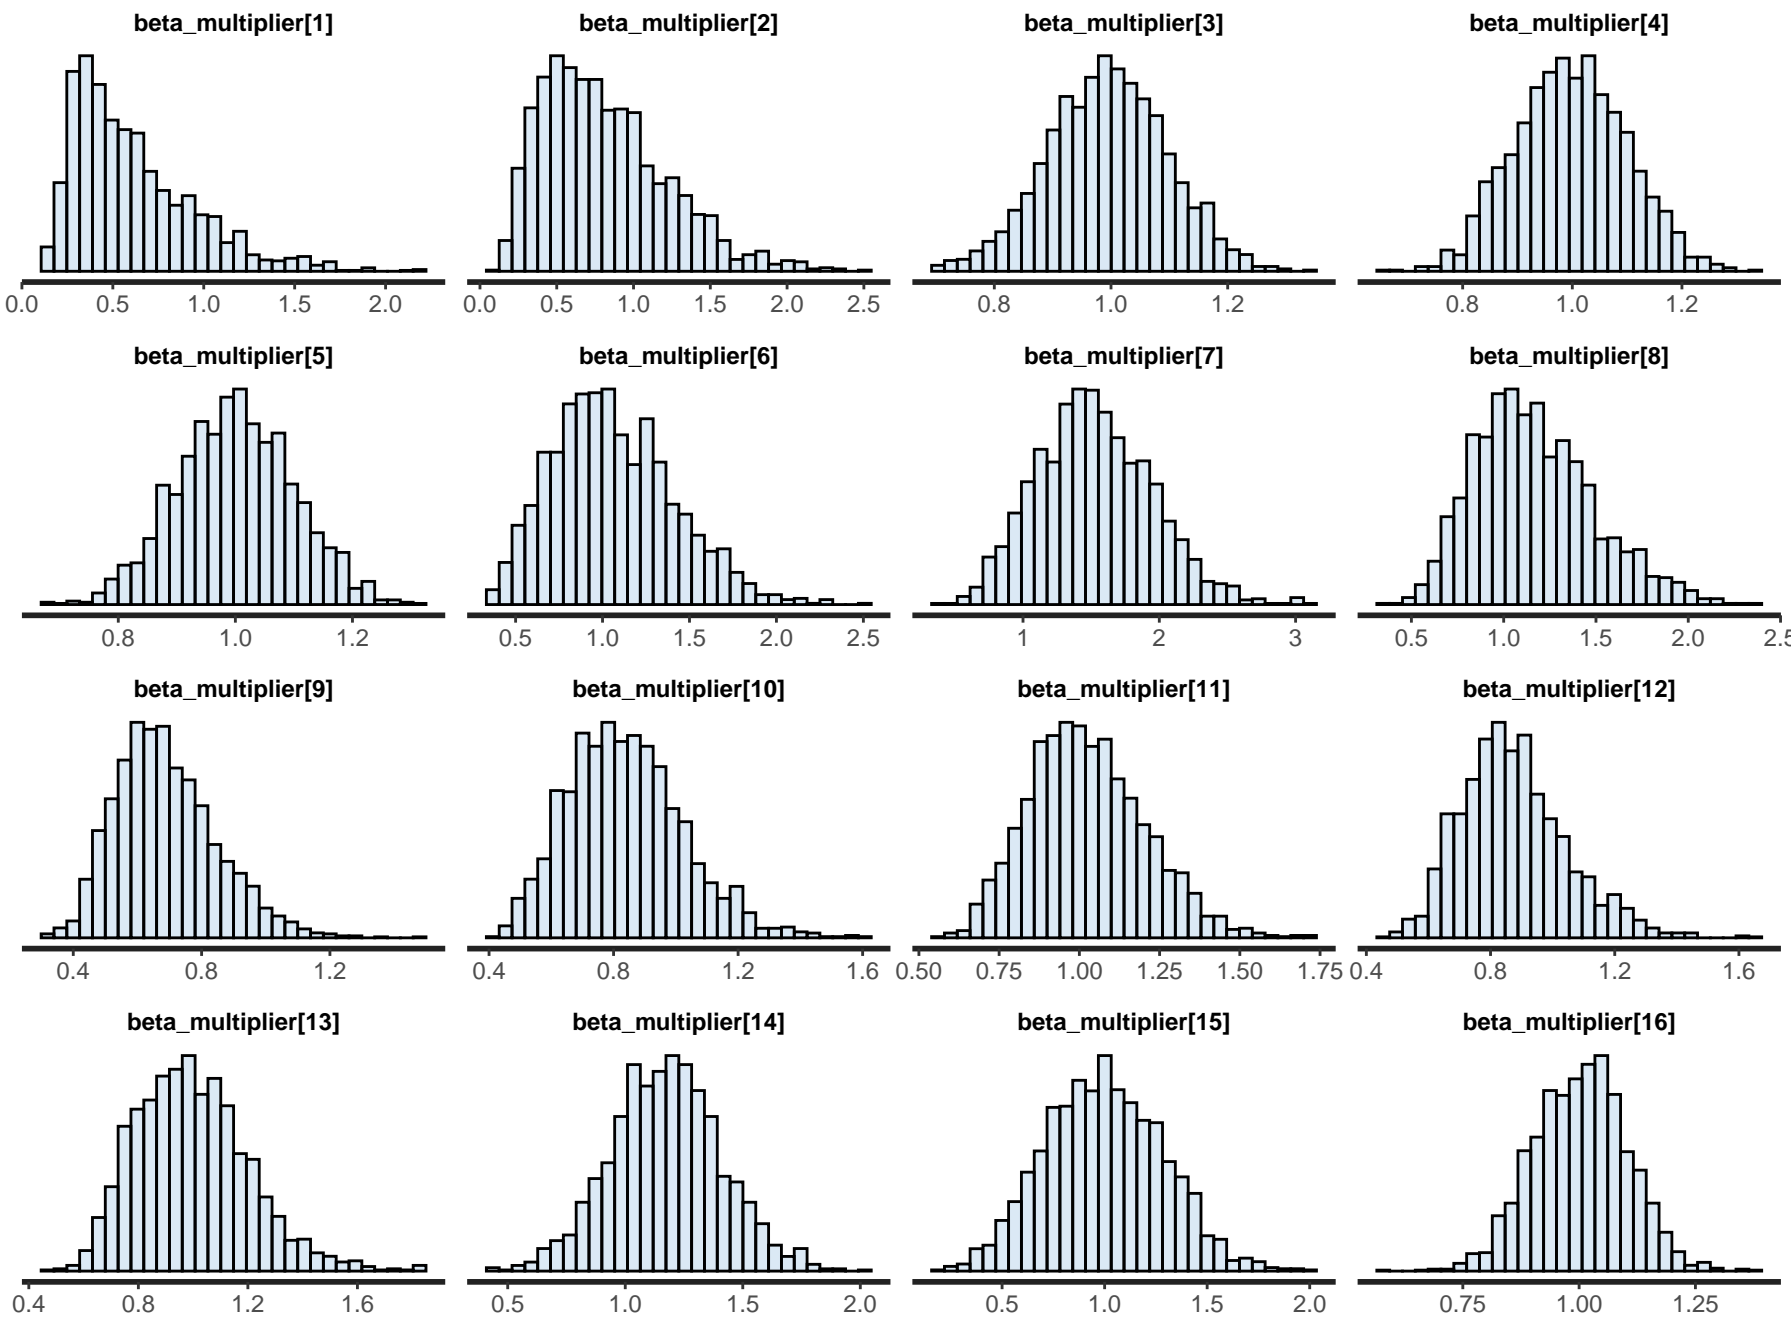 beta_multiplier[1] beta_multiplier[2] beta_multiplier[3] beta_multiplier[4]
0.0 0.5 1.0 1.5 2.0 0.0 0.5 1.0 1.5 2.0 2.5 0.8 1.0 1.2 0.8 1.0 1.2
beta_multiplier[5] beta_multiplier[6] beta_multiplier[7] beta_multiplier[8]
0.8 1.0 1.2 0.5 1.0 1.5 2.0 2.5 1 2 3 0.5 1.0 1.5 2.0 2.5
beta_multiplier[9] beta_multiplier[10] beta_multiplier[11] beta_multiplier[12]
0.4 0.8 1.2 0.4 0.8 1.2 1.6 0.50 0.75 1.00 1.25 1.50 1.75 0.4 0.8 1.2 1.6
beta_multiplier[13] beta_multiplier[14] beta_multiplier[15] beta_multiplier[16]
0.4 0.8 1.2 1.6 0.5 1.0 1.5 2.0 0.5 1.0 1.5 2.0 0.75 1.00 1.25